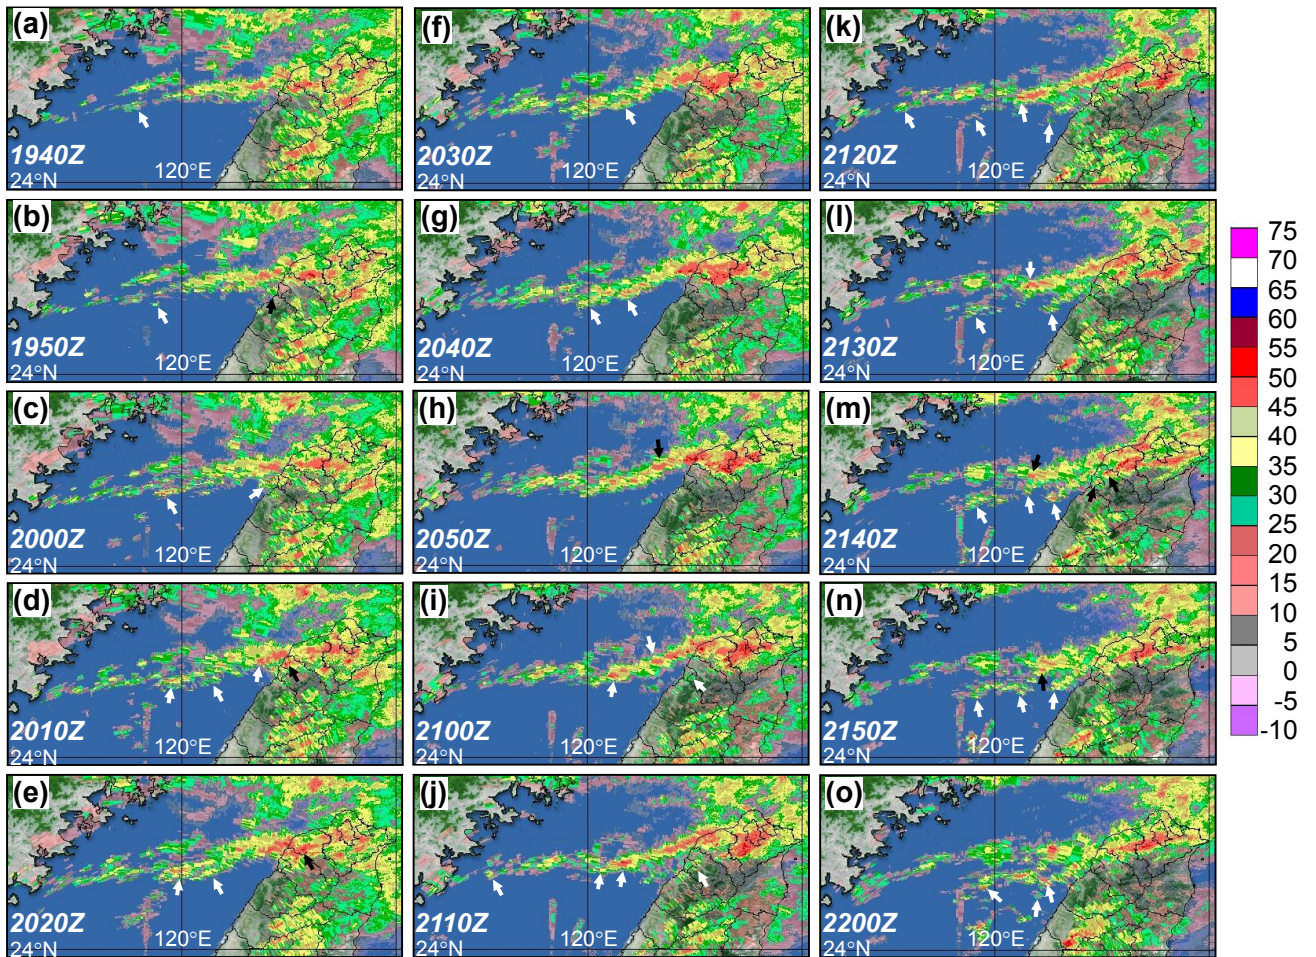 (a)
1940Z
120°E
24°N
(b)
1950Z
120°E
24°N
(c)
2000Z
120°E
24°N
(d)
2010Z
120°E
24°N
(e)
2020Z
120°E
24°N
(f)
2030Z
120°E
24°N
(g)
2040Z
120°E
24°N
(h)
2050Z
120°E
24°N
(i)
2100Z
120°E
24°N
(j)
2110Z
120°E
24°N
(k)
2120Z
120°E
24°N
(l)
2130Z
120°E
24°N
(m)
2140Z
120°E
24°N
(n)
2150Z
120°E
24°N
(o)
2200Z
120°E
24°N
75
70
65
60
55
50
45
40
35
30
25
20
15
10
5
0
-5
-10